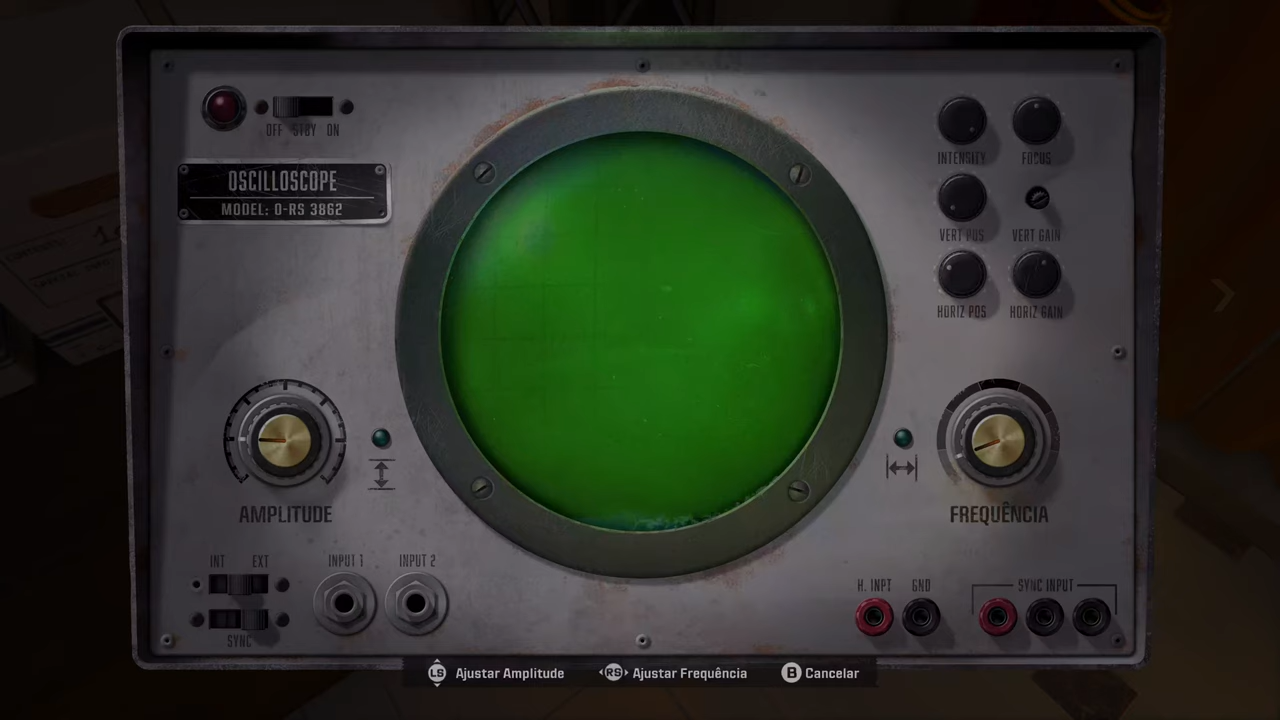 OFF STBY ON
OSCILLOSCOPE
MODEL: O-RS 3862
INTENSITY FOCUS
VERT POS VERT GAIN
HORIZ POS HORIZ GAIN
AMPLITUDE
FREQUÊNCIA
INT EXT
INPUT 1 INPUT 2
SYNC
H. INPT GND
SYNC INPUT
LS Ajustar Amplitude RS Ajustar Frequência B Cancelar